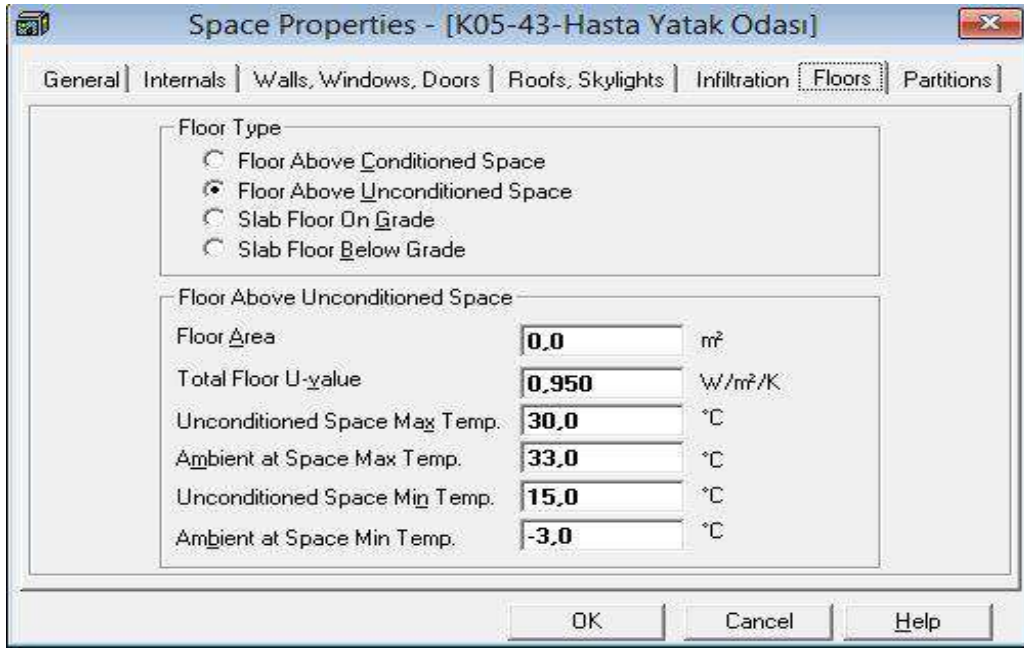 Space Properties - [K05-43-Hasta Yatak Odası]
General Internals Walls, Windows, Doors Roofs, Skylights Infiltration Floors Partitions
Floor Type
Floor Above Conditioned Space
Floor Above Unconditioned Space
Slab Floor On Grade
Slab Floor Below Grade
Floor Above Unconditioned Space
Floor Area 0,0 m²
Total Floor U-value 0,950 W/m²/K
Unconditioned Space Max Temp. 30,0 °C
Ambient at Space Max Temp. 33,0 °C
Unconditioned Space Min Temp. 15,0 °C
Ambient at Space Min Temp. -3,0 °C
OK Cancel Help